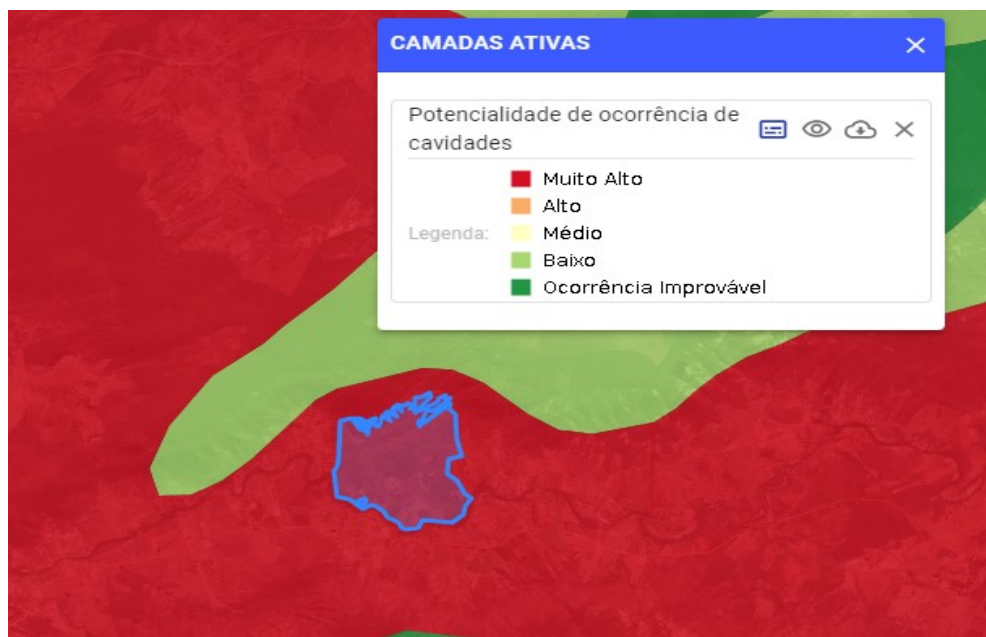 CAMADAS ATIVAS
Potencialidade de ocorrência de
cavidades
Legenda:
Muito Alto
Alto
Médio
Baixo
Ocorrência Improvável